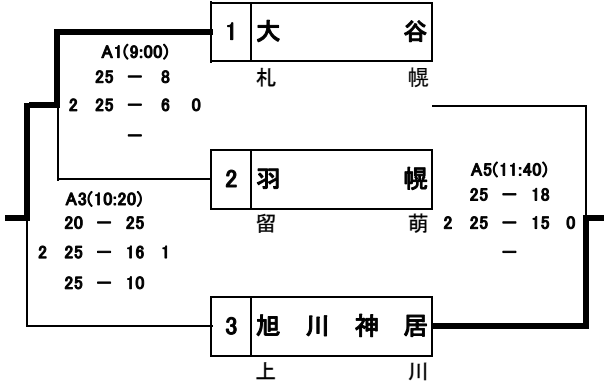 1 大 谷
札 幌
A1(9:00)
25 － 8
2 25 － 6 0
－
2 羽 幌
留 萌
A3(10:20)
20 － 25
2 25 － 16 1
25 － 10
A5(11:40)
25 － 18
2 25 － 15 0
－
3 旭 川 神 居
上 川